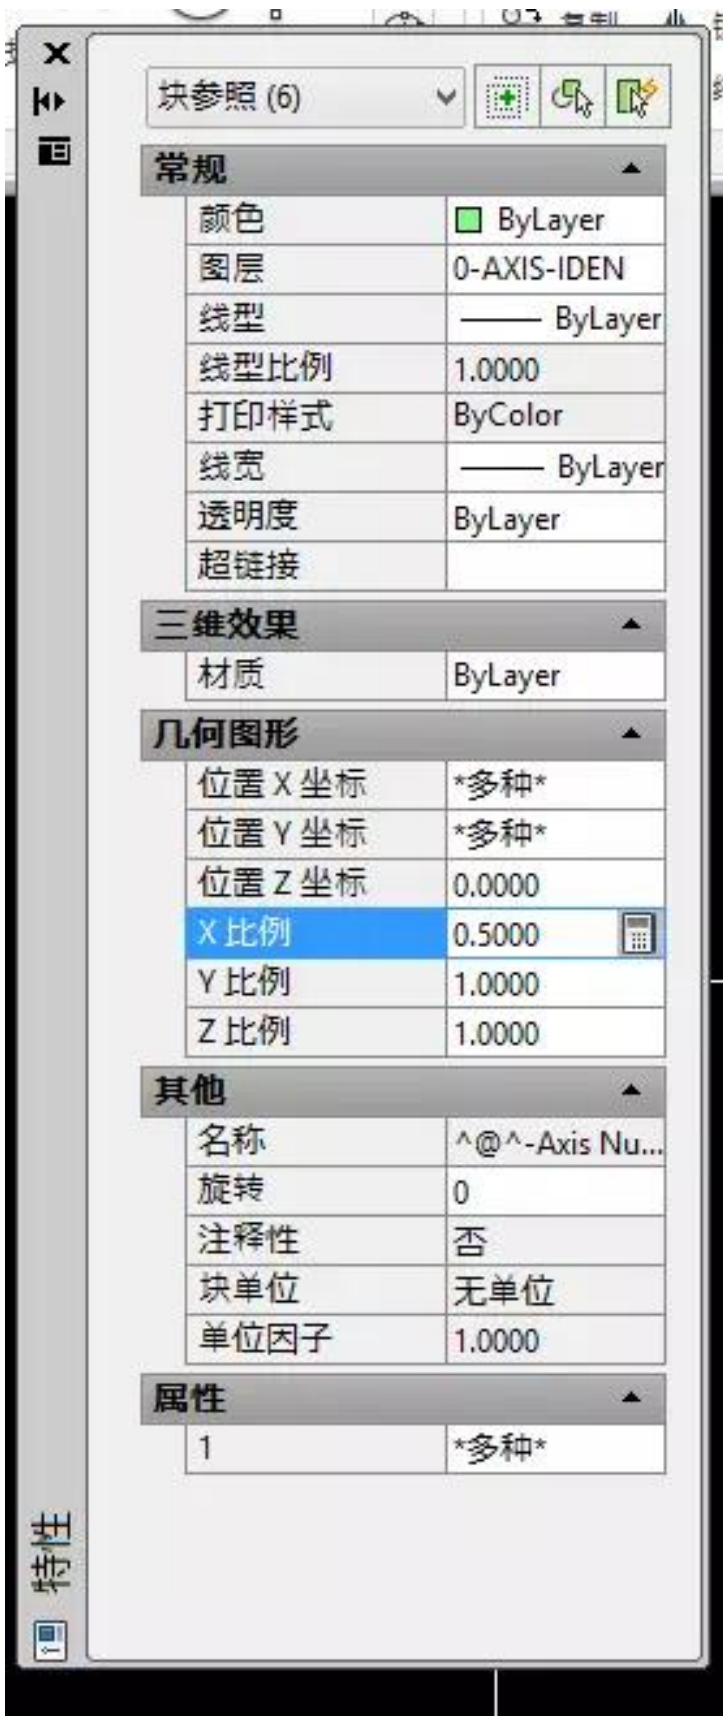 复制
块参照 (6)
常规
颜色 ByLayer
图层 0-AXIS-IDEN
线型 ByLayer
线型比例 1.0000
打印样式 ByColor
线宽 ByLayer
透明度 ByLayer
超链接
三维效果
材质 ByLayer
几何图形
位置 X 坐标 *多种*
位置 Y 坐标 *多种*
位置 Z 坐标 0.0000
X 比例 0.5000
Y 比例 1.0000
Z 比例 1.0000
其他
名称 ^@^-Axis Nu...
旋转 0
注释性 否
块单位 无单位
单位因子 1.0000
属性
1 *多种*
特性